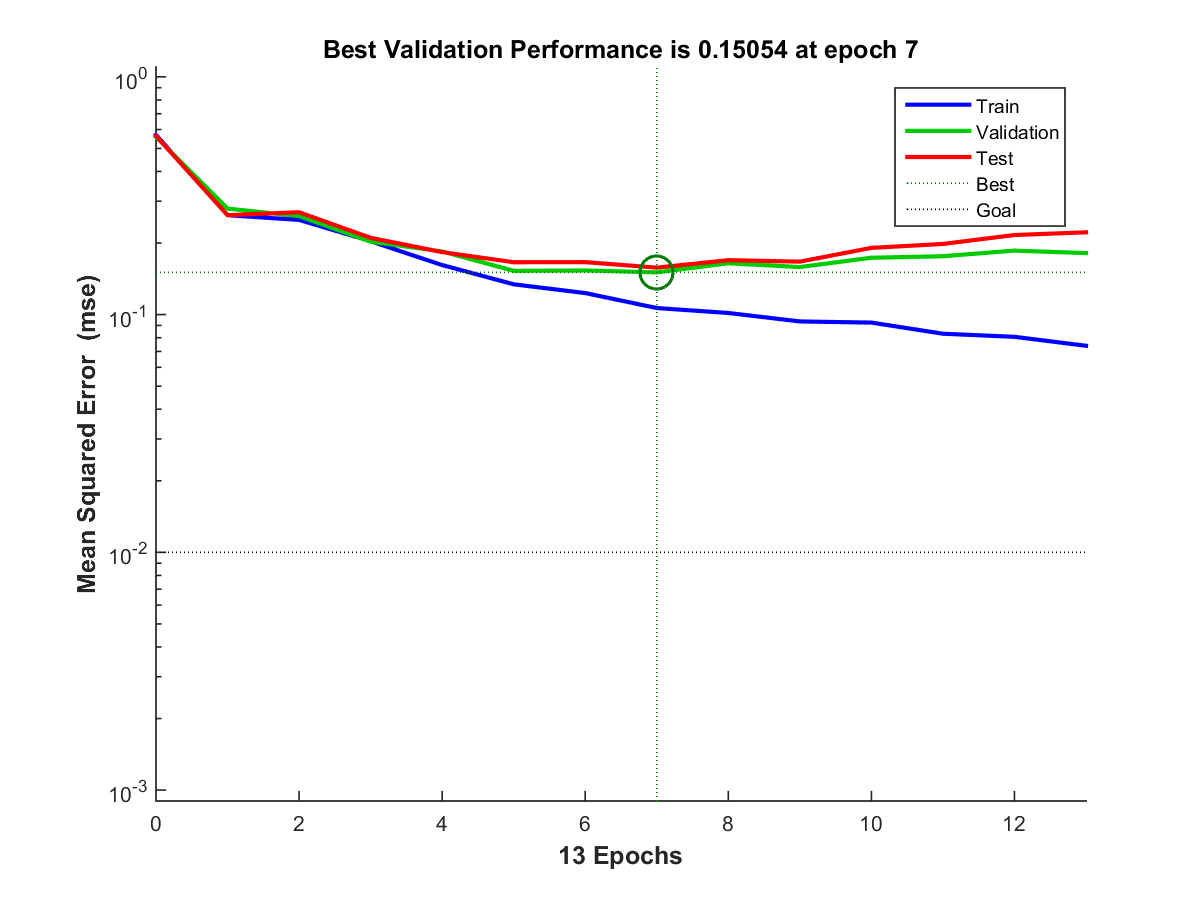 Best Validation Performance is 0.15054 at epoch 7
10^0
10^-1
10^-2
10^-3
Mean Squared Error (mse)
Train
Validation
Test
Best
Goal
0 2 4 6 8 10 12
13 Epochs